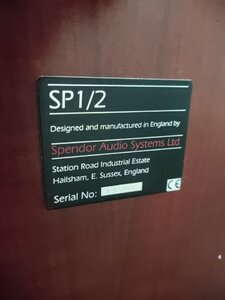 SP1/2
Designed and manufactured in England by
Spendor Audio Systems Ltd
Station Road Industrial Estate
Hailsham, E. Sussex, England
Serial No:
CE